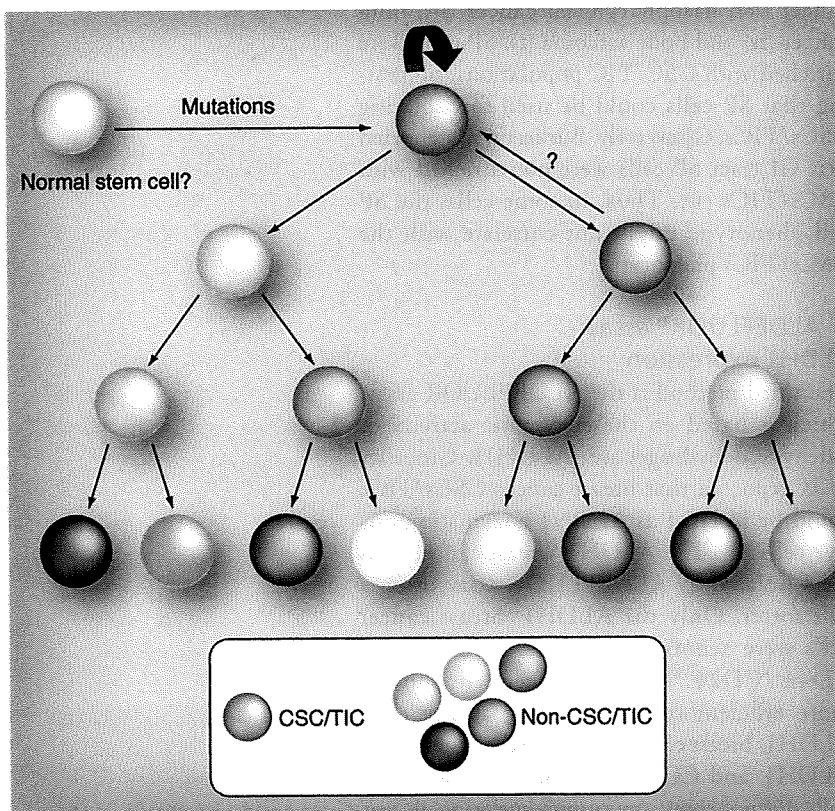 Mutations
Normal stem cell?
?
CSC/TIC
Non-CSC/TIC